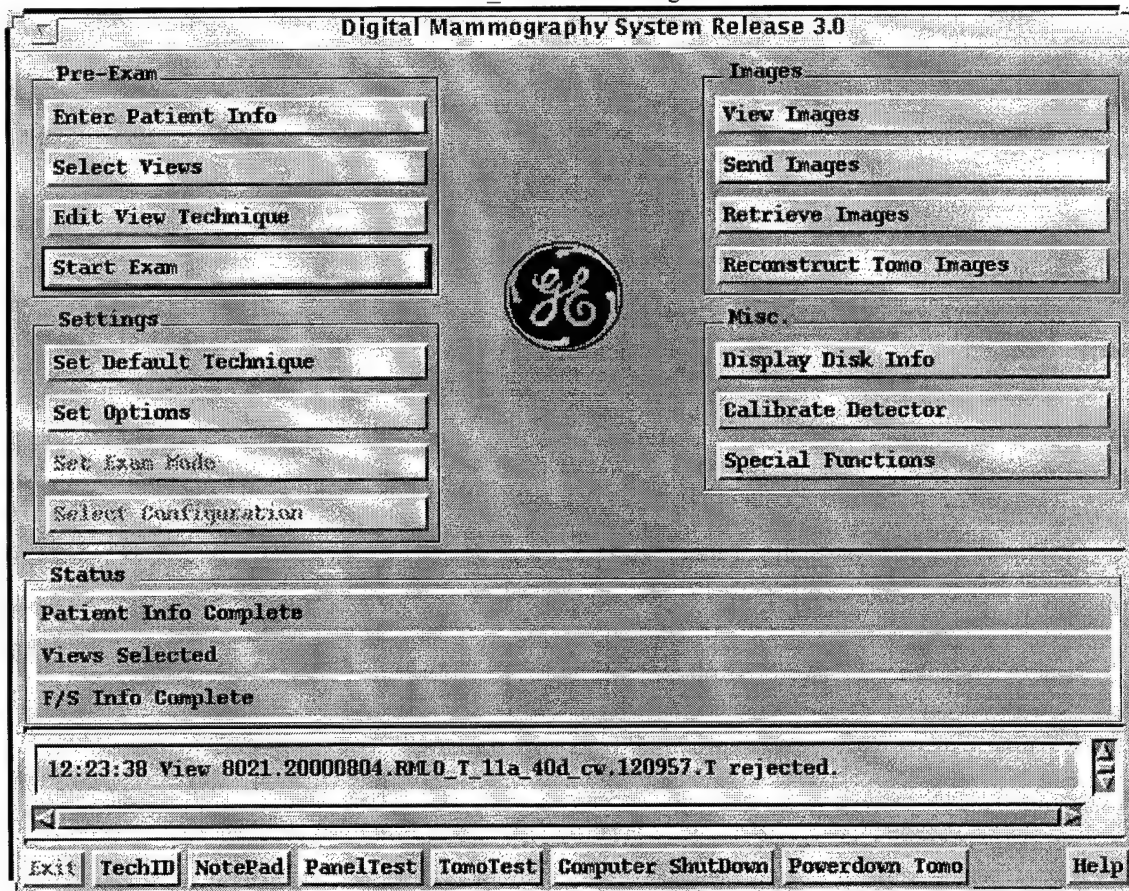 Digital Mammography System Release 3.0
Pre-Exam
Enter Patient Info
Select Views
Edit View Technique
Start Exam
Settings
Set Default Technique
Set Options
Set Exam Mode
Select Configuration
GE
Images
View Images
Send Images
Retrieve Images
Reconstruct Tomo Images
Misc.
Display Disk Info
Calibrate Detector
Special Functions
Status
Patient Info Complete
Views Selected
F/S Info Complete
12:23:38 View 8021.20000804.RMLO_T_11a_40d_cw.120957.T rejected.
Exit TechID NotePad PanelTest TomoTest Computer ShutDown Powerdown Tomo Help